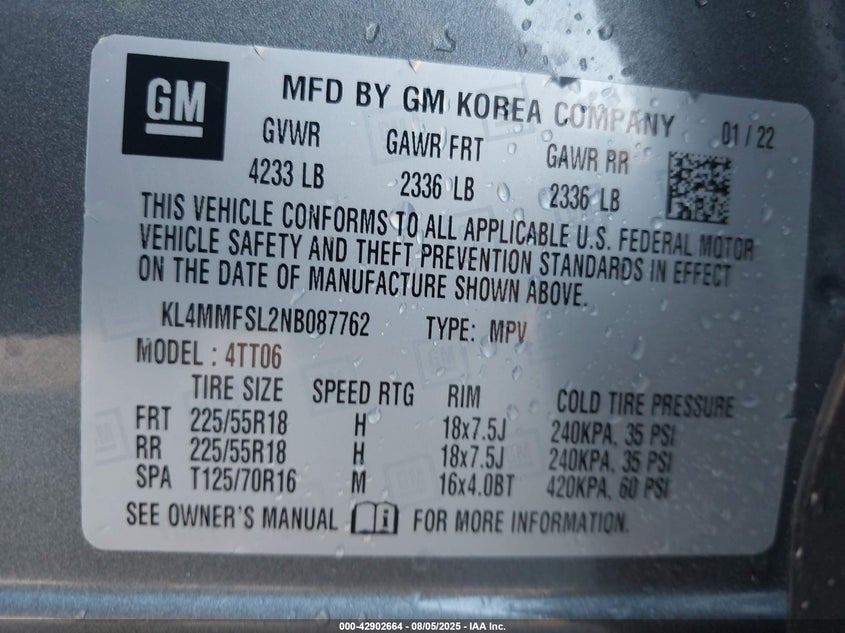 GM
MFD BY GM KOREA COMPANY 01 / 22
GVWR GAWR FRT GAWR RR
4233 LB 2336 LB 2336 LB
THIS VEHICLE CONFORMS TO ALL APPLICABLE U.S. FEDERAL MOTOR
VEHICLE SAFETY AND THEFT PREVENTION STANDARDS IN EFFECT
ON THE DATE OF MANUFACTURE SHOWN ABOVE.
KL4MMFSL2NB087762 TYPE: MPV
MODEL : 4TT06
TIRE SIZE SPEED RTG RIM COLD TIRE PRESSURE
FRT 225/55R18 H 18x7.5J 240KPA, 35 PSI
RR 225/55R18 H 18x7.5J 240KPA, 35 PSI
SPA T125/70R16 M 16x4.0BT 420KPA, 60 PSI
SEE OWNER'S MANUAL FOR MORE INFORMATION.
000-42902664 - 08/05/2025 - IAA Inc.